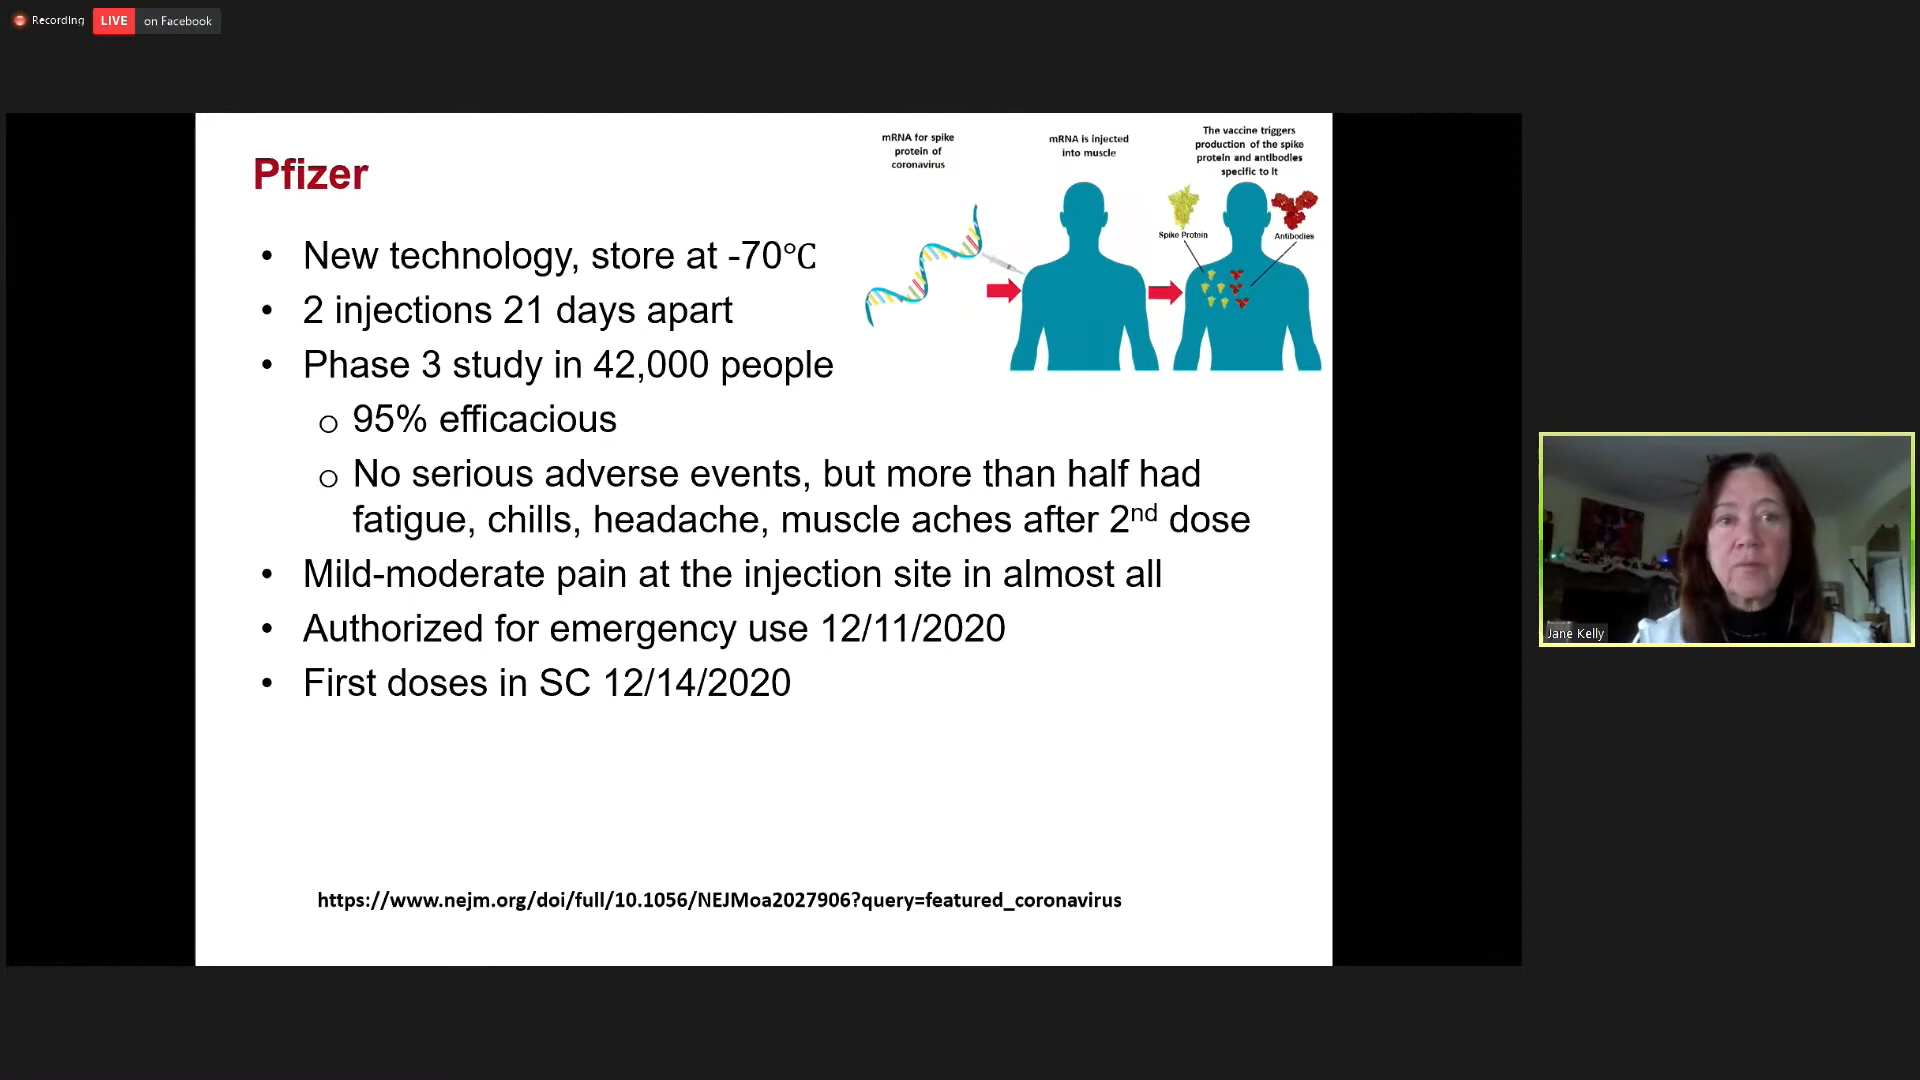 Recording
LIVE on Facebook
Pfizer
• New technology, store at -70℃
• 2 injections 21 days apart
• Phase 3 study in 42,000 people
o 95% efficacious
o No serious adverse events, but more than half had
fatigue, chills, headache, muscle aches after 2nd dose
• Mild-moderate pain at the injection site in almost all
• Authorized for emergency use 12/11/2020
• First doses in SC 12/14/2020
mRNA for spike
protein of
coronavirus
mRNA is injected
into muscle
The vaccine triggers
production of the spike
protein and antibodies
specific to it
Spike Protein
Antibodies
https://www.nejm.org/doi/full/10.1056/NEJMoa2027906?query=featured_coronavirus
Jane Kelly